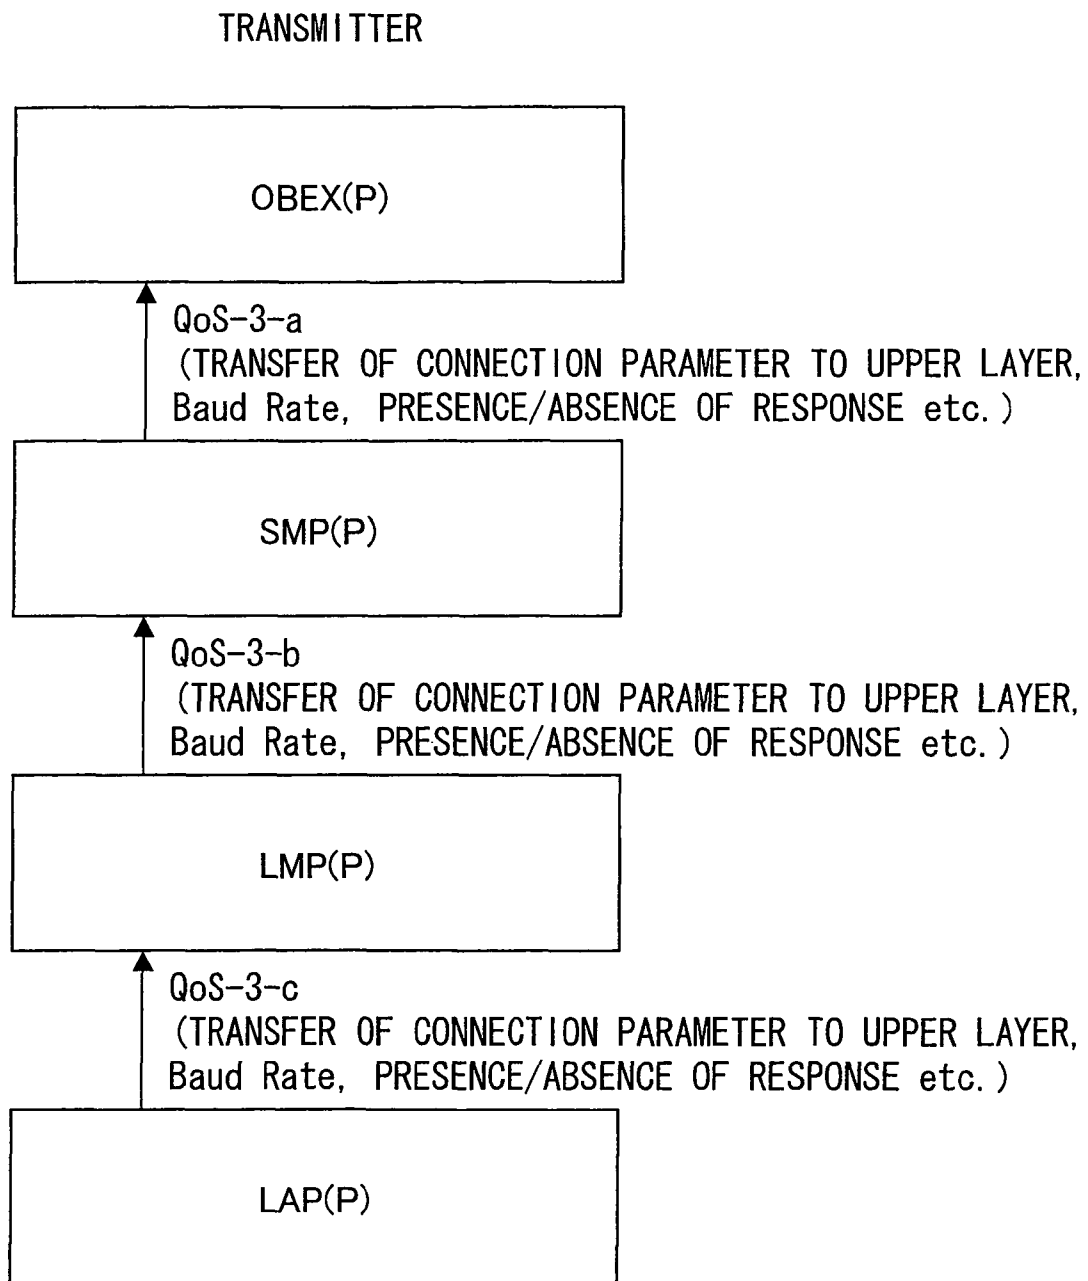 TRANSMITTER
OBEX(P)
QoS-3-a
(TRANSFER OF CONNECTION PARAMETER TO UPPER LAYER,
Baud Rate, PRESENCE/ABSENCE OF RESPONSE etc.)
SMP(P)
QoS-3-b
(TRANSFER OF CONNECTION PARAMETER TO UPPER LAYER,
Baud Rate, PRESENCE/ABSENCE OF RESPONSE etc.)
LMP(P)
QoS-3-c
(TRANSFER OF CONNECTION PARAMETER TO UPPER LAYER,
Baud Rate, PRESENCE/ABSENCE OF RESPONSE etc.)
LAP(P)